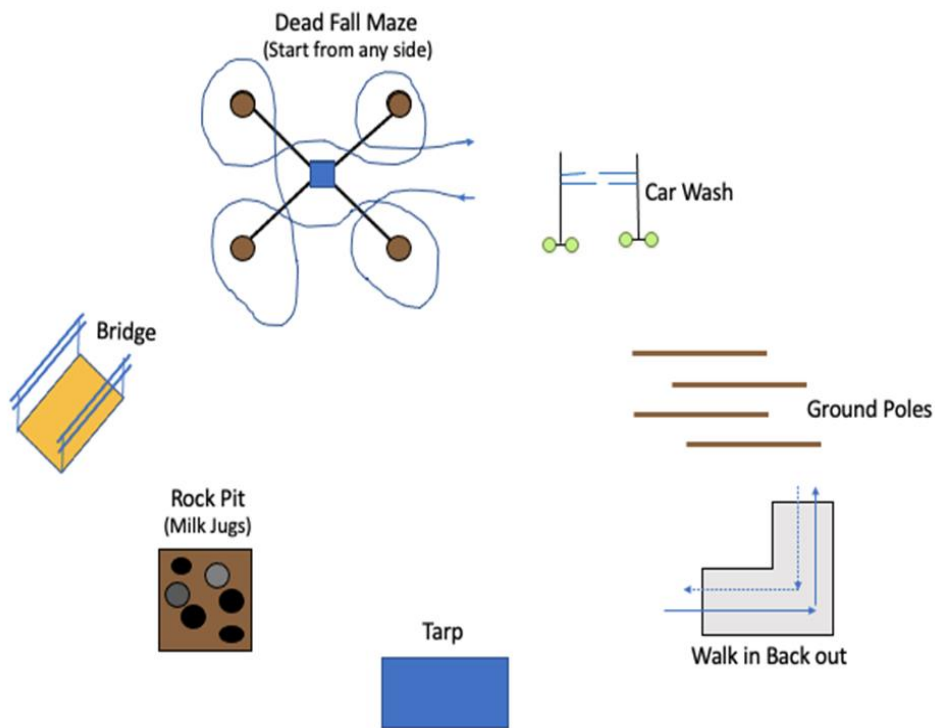 Dead Fall Maze
(Start from any side)
Car Wash
Bridge
Ground Poles
Rock Pit
(Milk Jugs)
Tarp
Walk in Back out